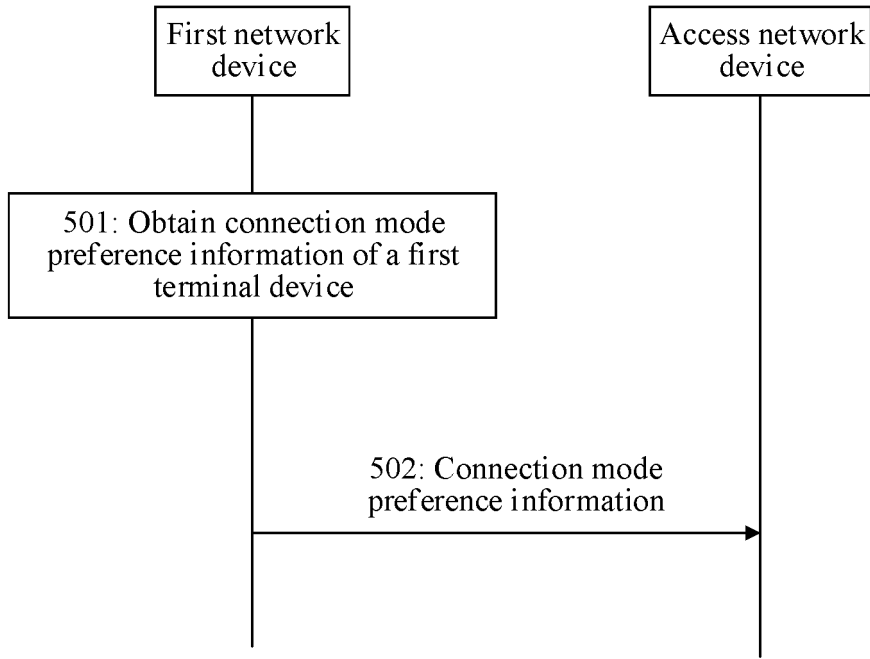 First network
device
Access network
device
501: Obtain connection mode
preference information of a first
terminal device
502: Connection mode
preference information